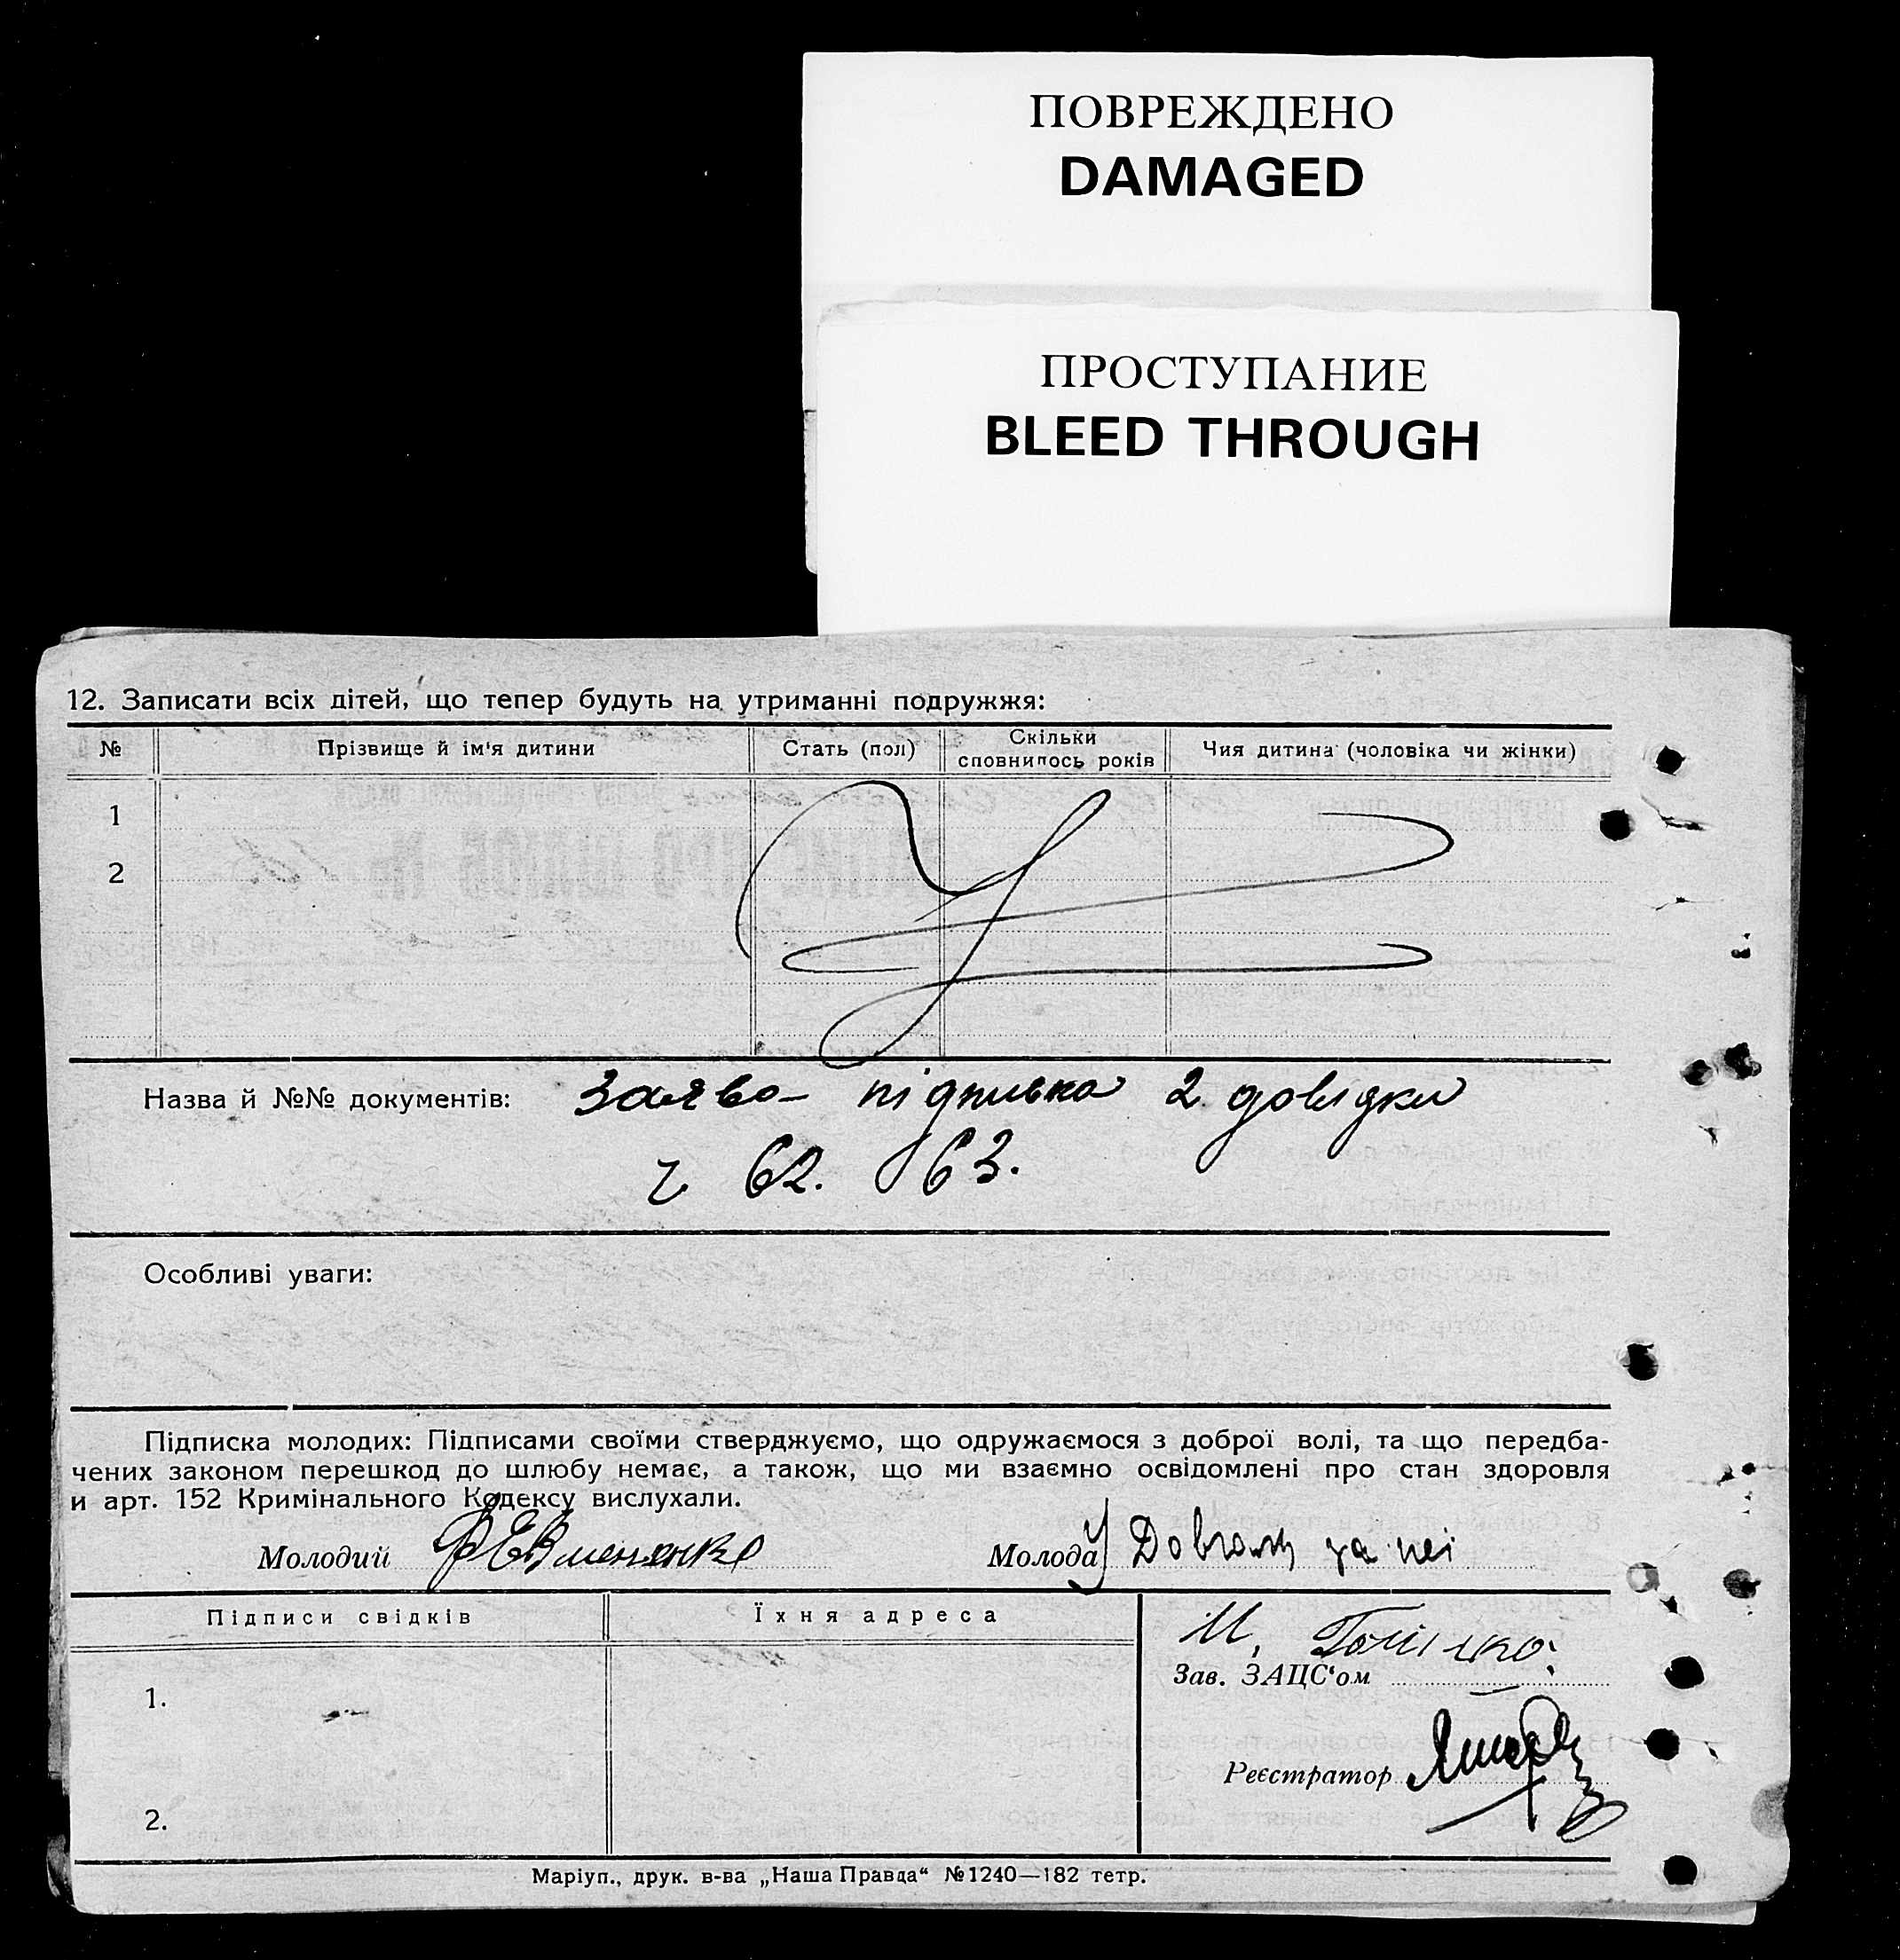 ПОВРЕЖДЕНО
DAMAGED
ПРОСТУПАНИЕ
BLEED THROUGH
12. Записати всіх дітей, що тепер будуть на утриманні подружжя:
№ Прізвище й ім'я дитини Стать (пол) Скільки сповнилось років Чия дитина (чоловіка чи жінки)
1
2
Назва й №№ документів: Заява підписка 2 довідки
62. 63.
Особливі уваги:
Підписка молодих: Підписами своїми стверджуємо, що одружаємося з доброї волі, та що передба-
чених законом перешкод до шлюбу немає, а також, що ми взаємно освідомлені про стан здоровля
и арт. 152 Кримінального Кодексу вислухали.
Молодий Молода
Підписи свідків Їхня адреса
Зав. ЗАЦС'ом
1.
Реєстратор
2.
Маріуп., друк. в-ва „Наша Правда“ №1240—182 тетр.